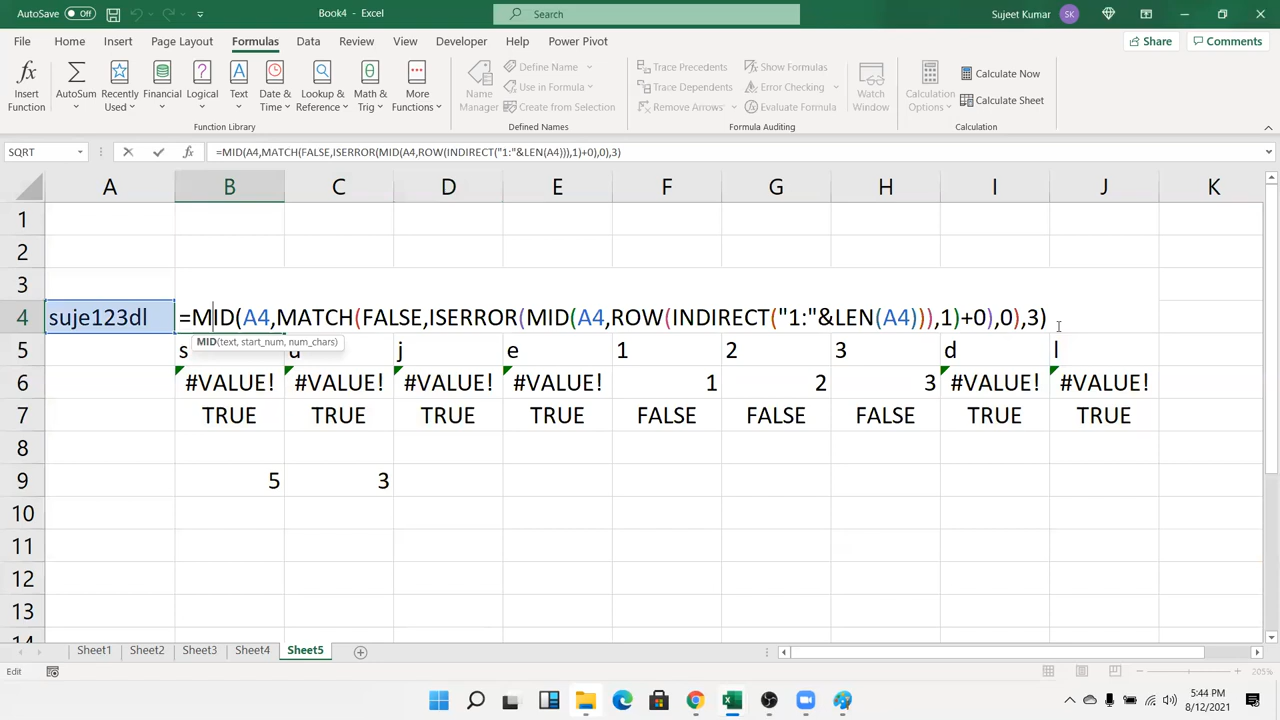 AutoSave Off Book4 - Excel Search Sujeet Kumar SK
File Home Insert Page Layout Formulas Data Review View Developer Help Power Pivot Share Comments
Insert Function
AutoSum
Recently Used
Financial
Logical
Text
Date & Time
Lookup & Reference
Math & Trig
More Functions
Function Library
Name Manager
Define Name
Use in Formula
Create from Selection
Defined Names
Trace Precedents
Trace Dependents
Remove Arrows
Show Formulas
Error Checking
Evaluate Formula
Formula Auditing
Watch Window
Calculation Options
Calculate Now
Calculate Sheet
Calculation
SQRT fx =MID(A4,MATCH(FALSE,ISERROR(MID(A4,ROW(INDIRECT("1:"&LEN(A4))),1)+0),0),3)
A B C D E F G H I J K
1
2
3
4 suje123dl =MID(A4,MATCH(FALSE,ISERROR(MID(A4,ROW(INDIRECT("1:"&LEN(A4))),1)+0),0),3)
MID(text, start_num, num_chars)
5 s u j e 1 2 3 d l
6 #VALUE! #VALUE! #VALUE! #VALUE! 1 2 3 #VALUE! #VALUE!
7 TRUE TRUE TRUE TRUE FALSE FALSE FALSE TRUE TRUE
8
9 5 3
10
11
12
13
14
Sheet1 Sheet2 Sheet3 Sheet4 Sheet5
Edit 205%
5:44 PM
8/12/2021